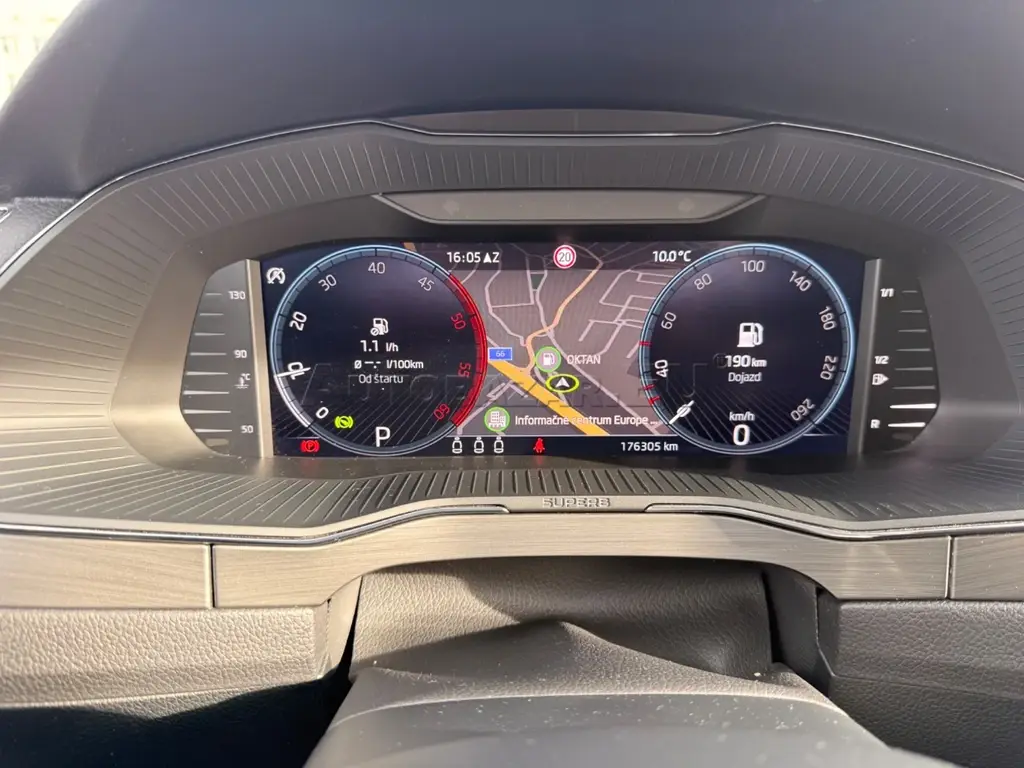 16:05 ▲Z
20
10.0°C
130
90
50
0
10
20
30
40
45
50
55
60
1.1 l/h
Ø --.- l/100km
Od štartu
P
66
OKTAN
Informačné centrum Europe ...
176305 km
40
60
80
100
140
180
220
260
190 km
Dojazd
km/h
0
1/1
1/2
R
SUPERB
AUTOBAZAR.EU